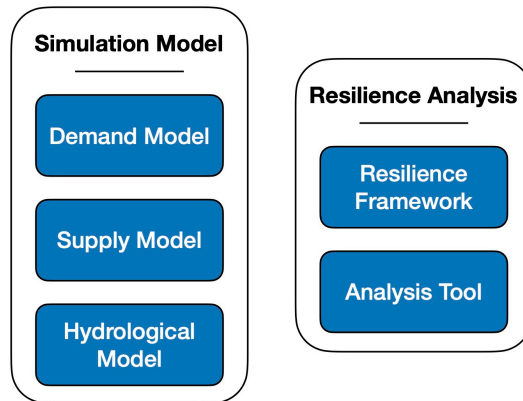 Simulation Model
Demand Model
Supply Model
Hydrological
Model
Resilience Analysis
Resilience
Framework
Analysis Tool